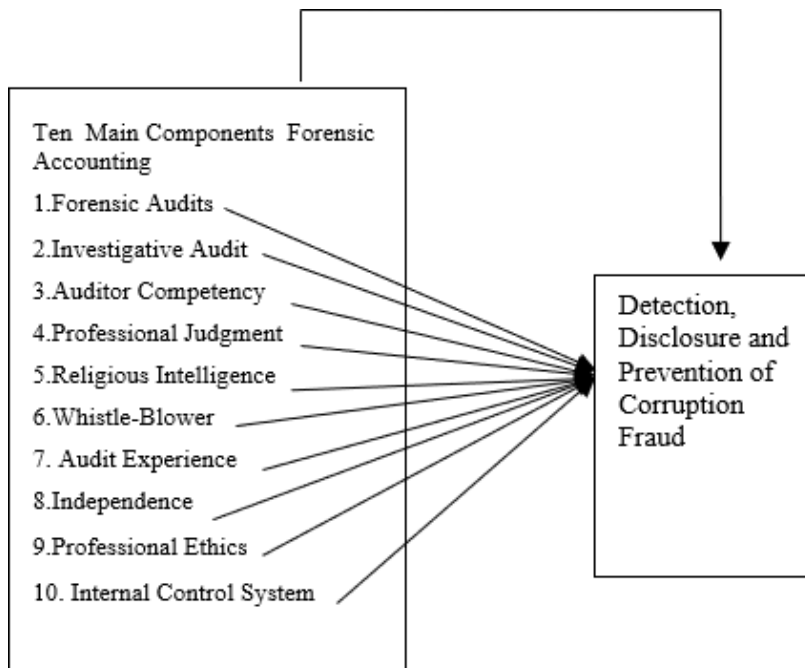 Ten Main Components Forensic
Accounting
1.Forensic Audits
2.Investigative Audit
3.Auditor Competency
4.Professional Judgment
5.Religious Intelligence
6.Whistle-Blower
7. Audit Experience
8.Independence
9.Professional Ethics
10. Internal Control System
Detection,
Disclosure and
Prevention of
Corruption
Fraud